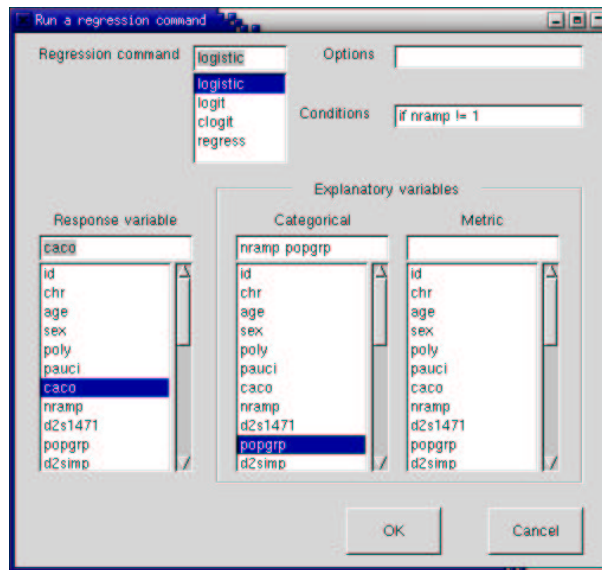 Run a regression command
Regression command
logistic
Options
logistic
logit
clogit
regress
Conditions
if nramp != 1
Explanatory variables
Response variable
Categorical
Metric
caco
nramp popgrp
id
chr
age
sex
poly
pauci
caco
nramp
d2s1471
popgrp
d2simp
id
chr
age
sex
poly
pauci
caco
nramp
d2s1471
popgrp
d2simp
id
chr
age
sex
poly
pauci
caco
nramp
d2s1471
popgrp
d2simp
OK
Cancel